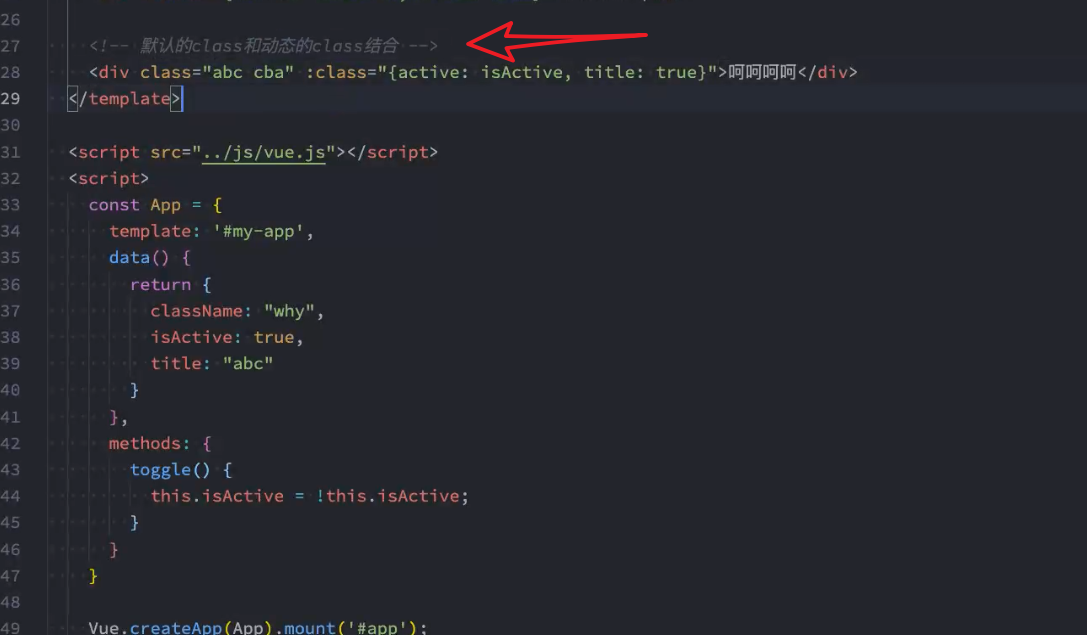 26
27 <!-- 默认的class和动态的class结合 -->
28 <div class="abc cba" :class="{active: isActive, title: true}">呵呵呵呵</div>
29 </template>
30
31 <script src="../js/vue.js"></script>
32 <script>
33 const App = {
34 template: '#my-app',
35 data() {
36 return {
37 className: "why",
38 isActive: true,
39 title: "abc"
40 }
41 },
42 methods: {
43 toggle() {
44 this.isActive = !this.isActive;
45 }
46 }
47 }
48
49 Vue.createApp(App).mount('#app');